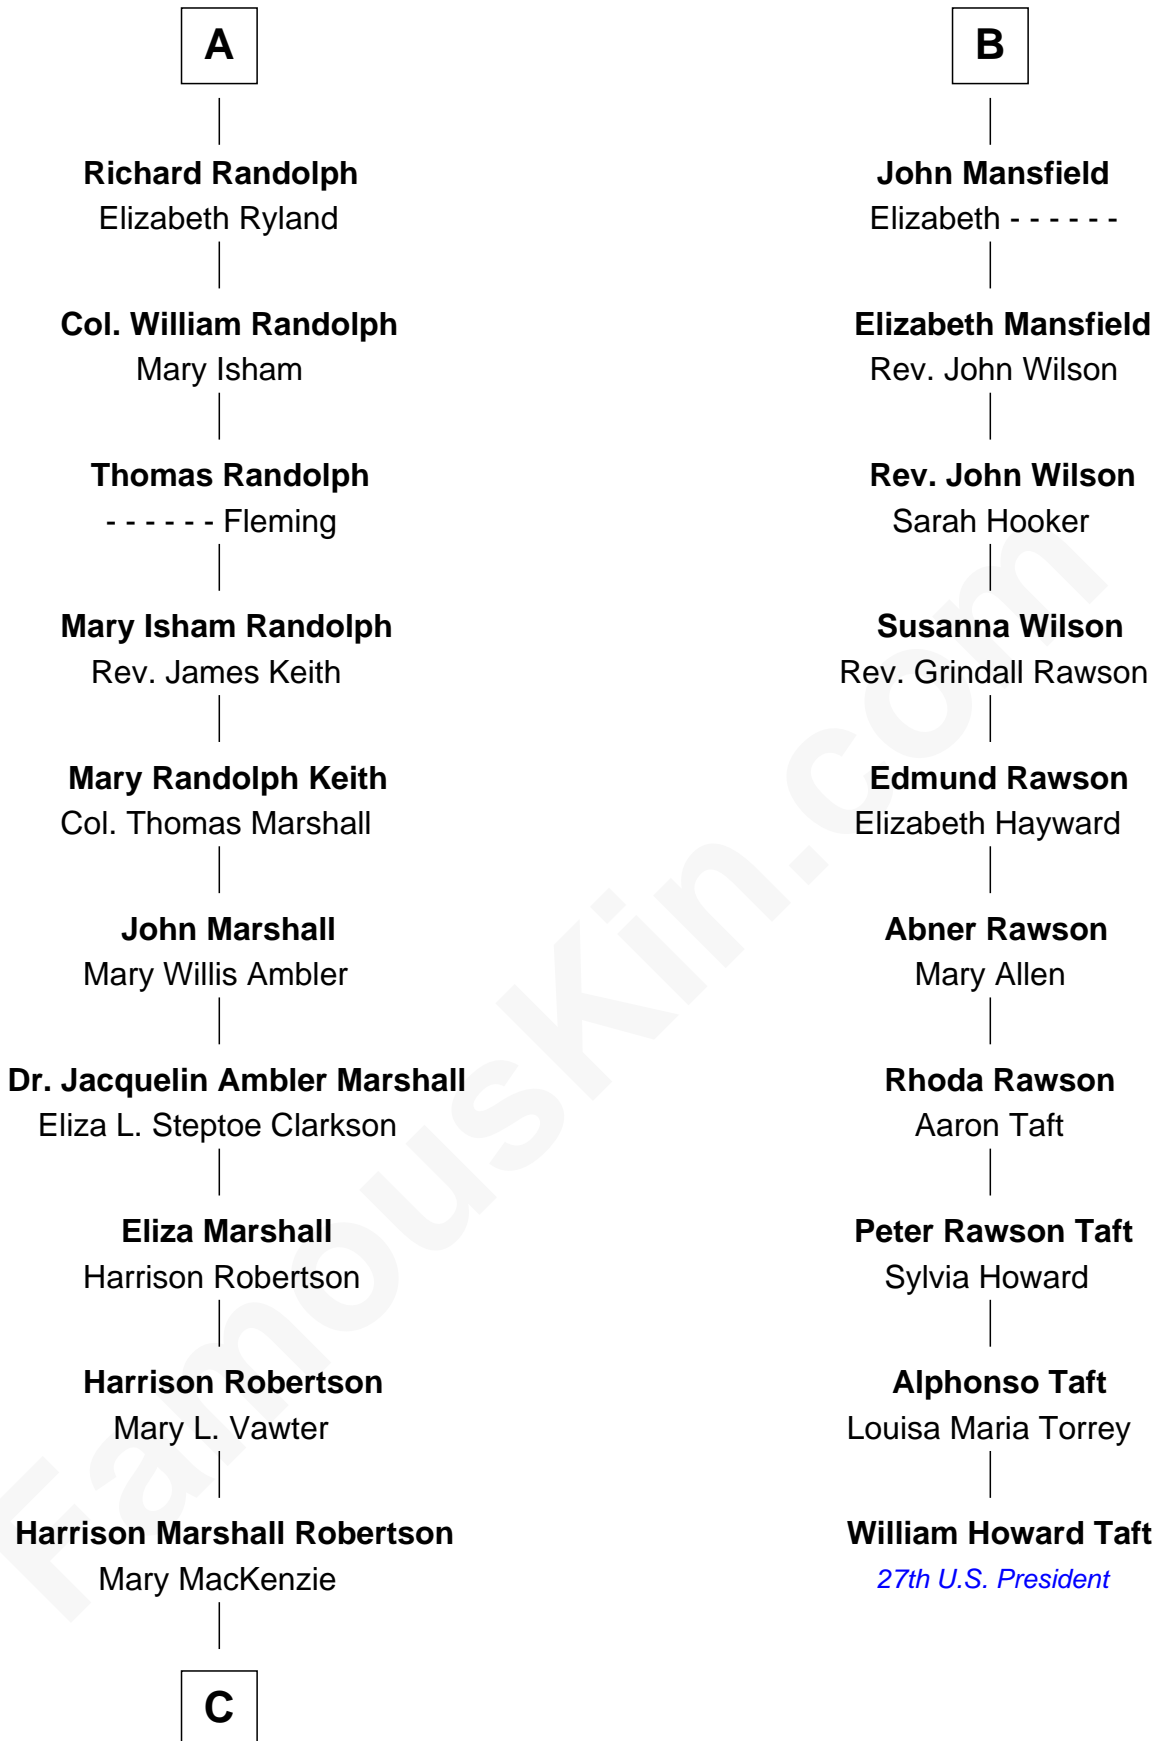 A
Richard Randolph
Elizabeth Ryland
Col. William Randolph
Mary Isham
Thomas Randolph
- - - - - - Fleming
Mary Isham Randolph
Rev. James Keith
Mary Randolph Keith
Col. Thomas Marshall
John Marshall
Mary Willis Ambler
Dr. Jacquelin Ambler Marshall
Eliza L. Steptoe Clarkson
Eliza Marshall
Harrison Robertson
Harrison Robertson
Mary L. Vawter
Harrison Marshall Robertson
Mary MacKenzie
C
B
John Mansfield
Elizabeth - - - - - -
Elizabeth Mansfield
Rev. John Wilson
Rev. John Wilson
Sarah Hooker
Susanna Wilson
Rev. Grindall Rawson
Edmund Rawson
Elizabeth Hayward
Abner Rawson
Mary Allen
Rhoda Rawson
Aaron Taft
Peter Rawson Taft
Sylvia Howard
Alphonso Taft
Louisa Maria Torrey
William Howard Taft
27th U.S. President
FamousKin.com